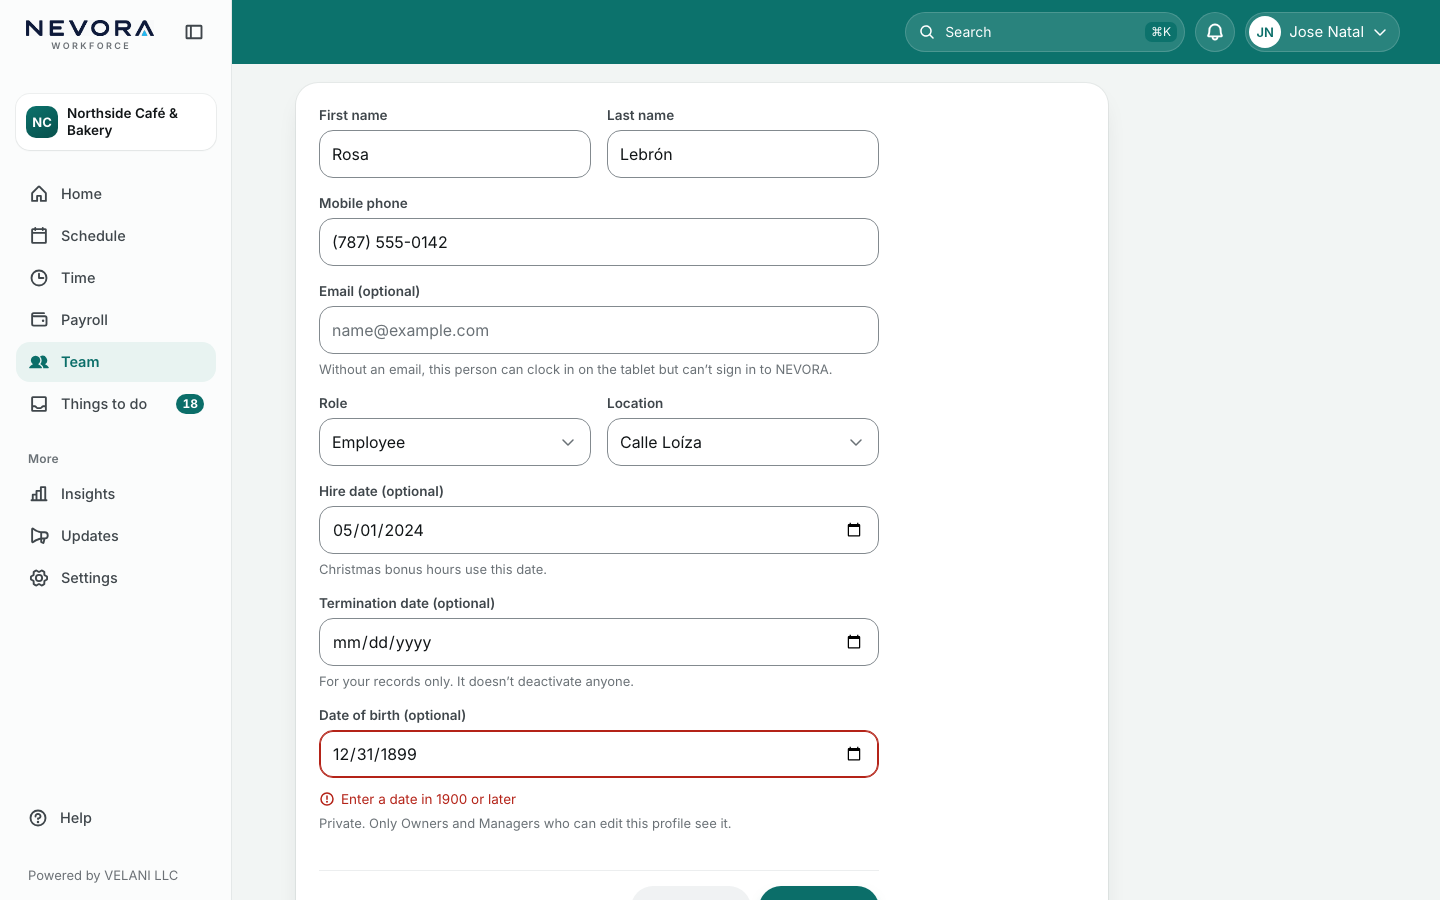 NEVORA
WORKFORCE
Search
⌘K
JN
Jose Natal
NC
Northside Café &
Bakery
Home
Schedule
Time
Payroll
Team
Things to do
18
More
Insights
Updates
Settings
Help
Powered by VELANI LLC
First name
Last name
Rosa
Lebrón
Mobile phone
(787) 555-0142
Email (optional)
name@example.com
Without an email, this person can clock in on the tablet but can’t sign in to NEVORA.
Role
Location
Employee
Calle Loíza
Hire date (optional)
05/01/2024
Christmas bonus hours use this date.
Termination date (optional)
mm/dd/yyyy
For your records only. It doesn’t deactivate anyone.
Date of birth (optional)
12/31/1899
Enter a date in 1900 or later
Private. Only Owners and Managers who can edit this profile see it.